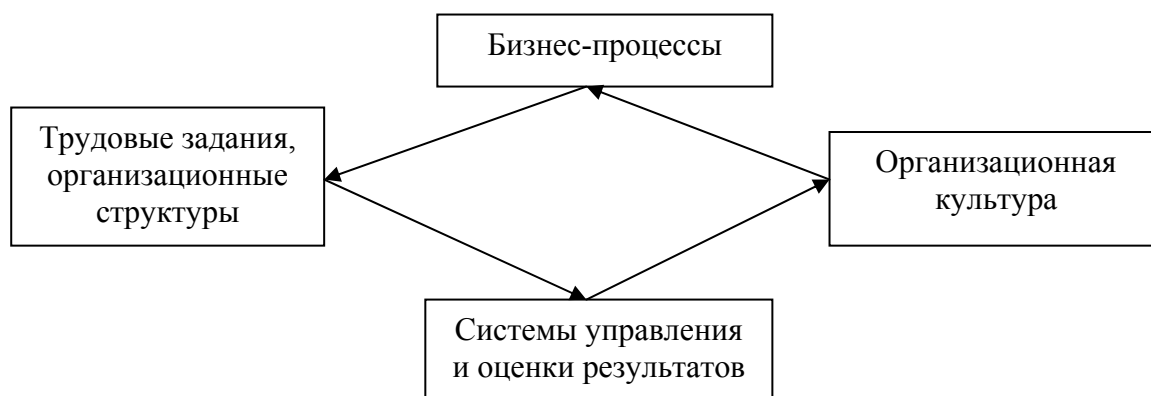 Бизнес-процессы
Трудовые задания,
организационные
структуры
Организационная
культура
Системы управления
и оценки результатов